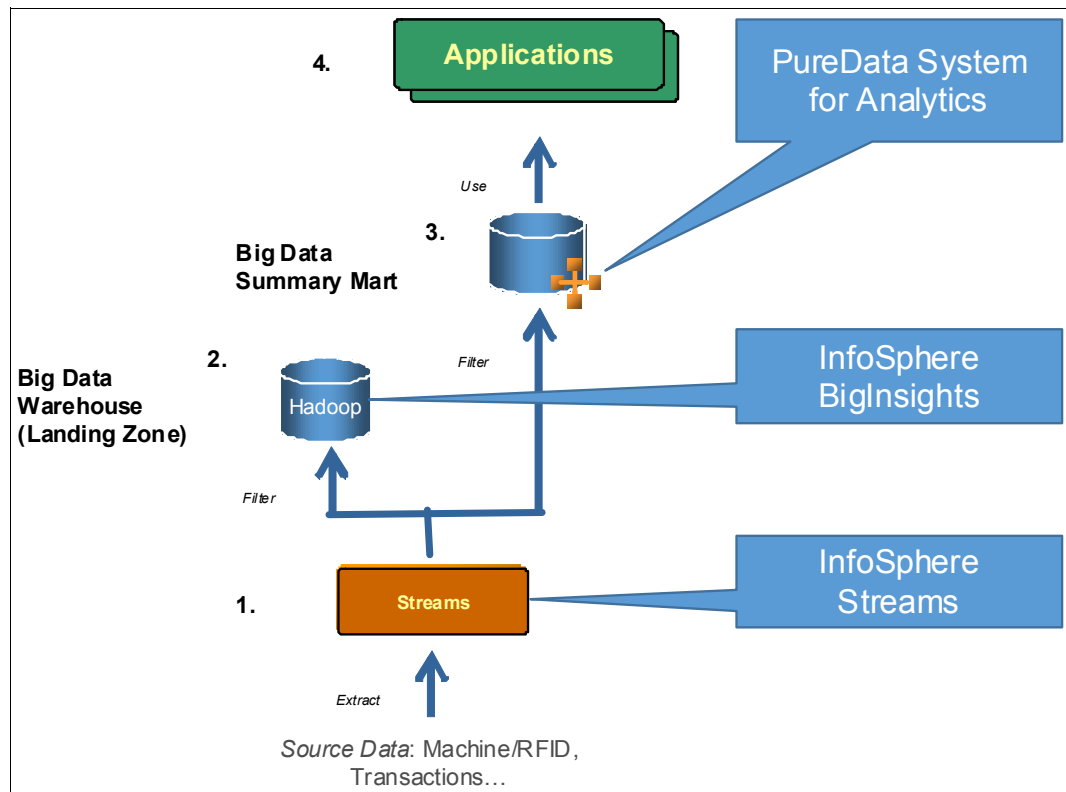 4.
Applications
PureData System
for Analytics
Use
3.
Big Data
Summary Mart
2.
Filter
InfoSphere
BigInsights
Big Data
Warehouse
(Landing Zone)
Hadoop
Filter
1.
Streams
InfoSphere
Streams
Extract
Source Data: Machine/RFID,
Transactions…